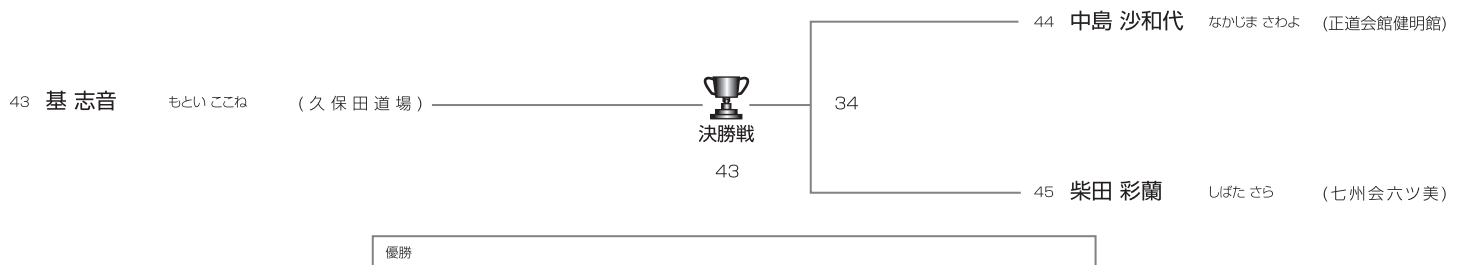 44 中島 沙和代 なかじま さわよ (正道会館健明館)
43 基 志音 もとい ここね (久保田道場)
34
決勝戦
43
45 柴田 彩蘭 しばた さら (七州会六ツ美)
優勝